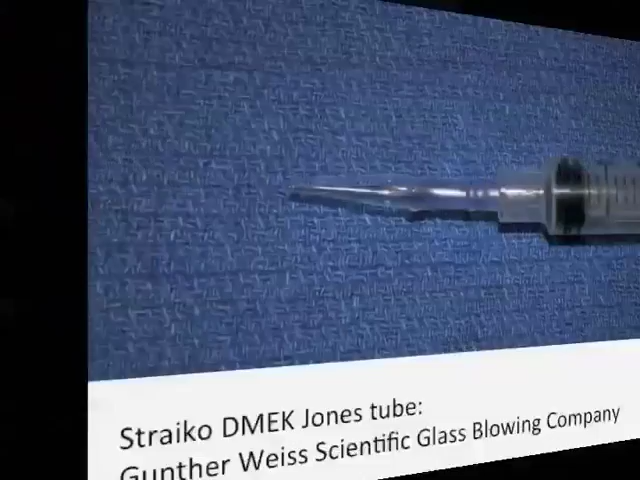 Straiko DMEK Jones tube:
Gunther Weiss Scientific Glass Blowing Company